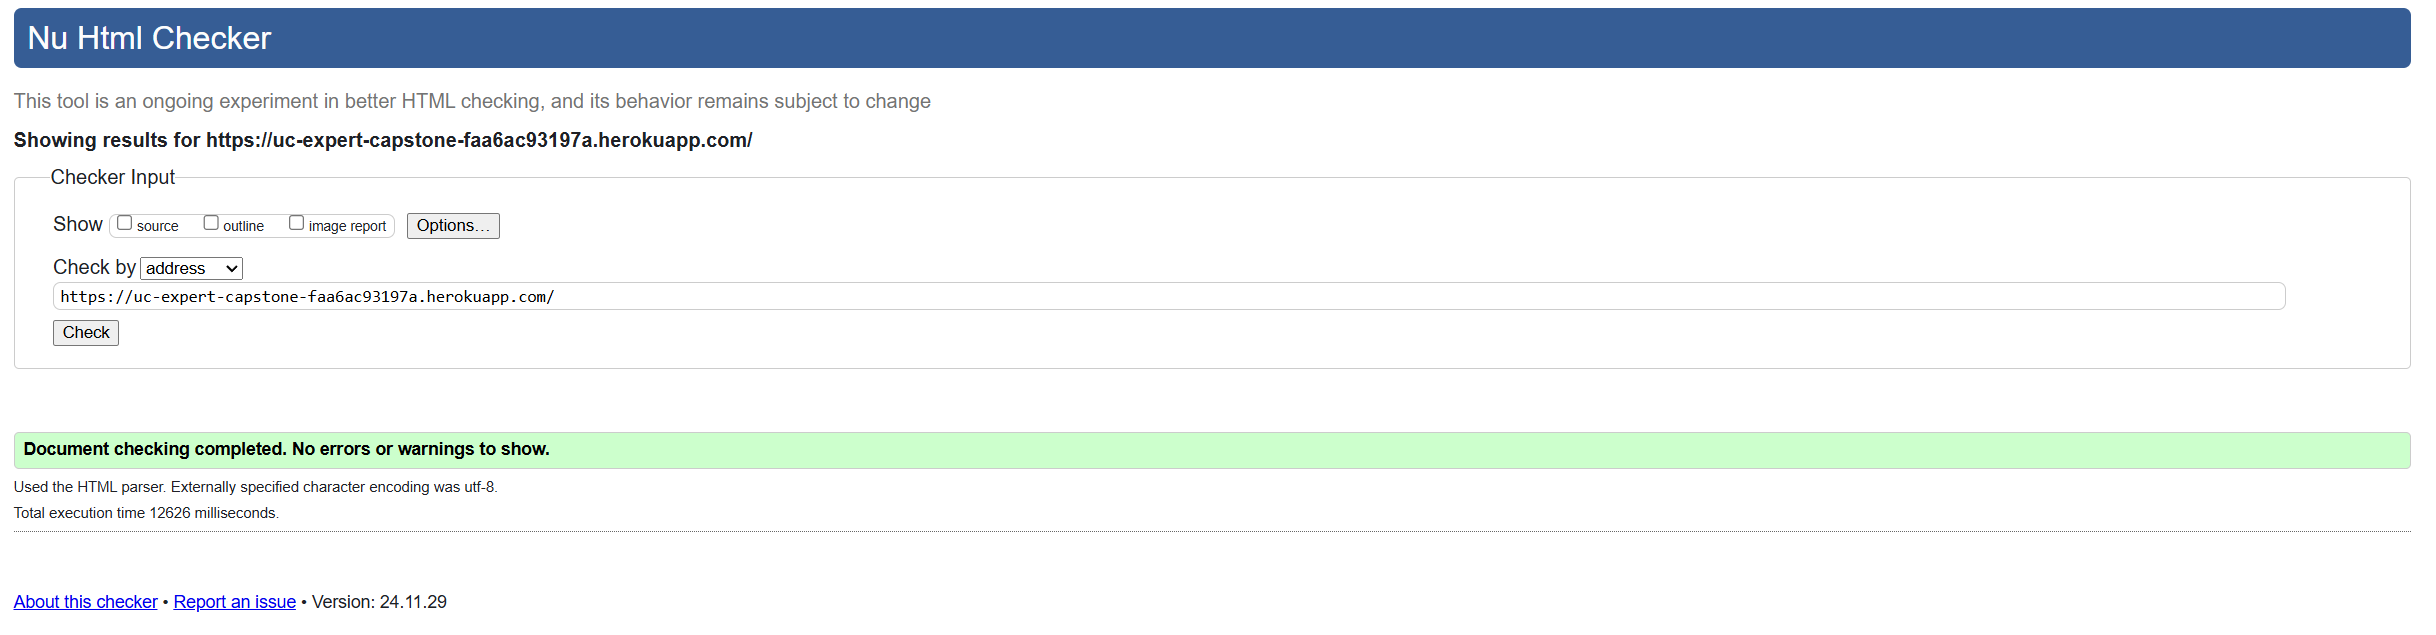 Nu Html Checker
This tool is an ongoing experiment in better HTML checking, and its behavior remains subject to change
Showing results for https://uc-expert-capstone-faa6ac93197a.herokuapp.com/
Checker Input
Show source outline image report Options...
Check by address
https://uc-expert-capstone-faa6ac93197a.herokuapp.com/
Check
Document checking completed. No errors or warnings to show.
Used the HTML parser. Externally specified character encoding was utf-8.
Total execution time 12626 milliseconds.
About this checker • Report an issue • Version: 24.11.29